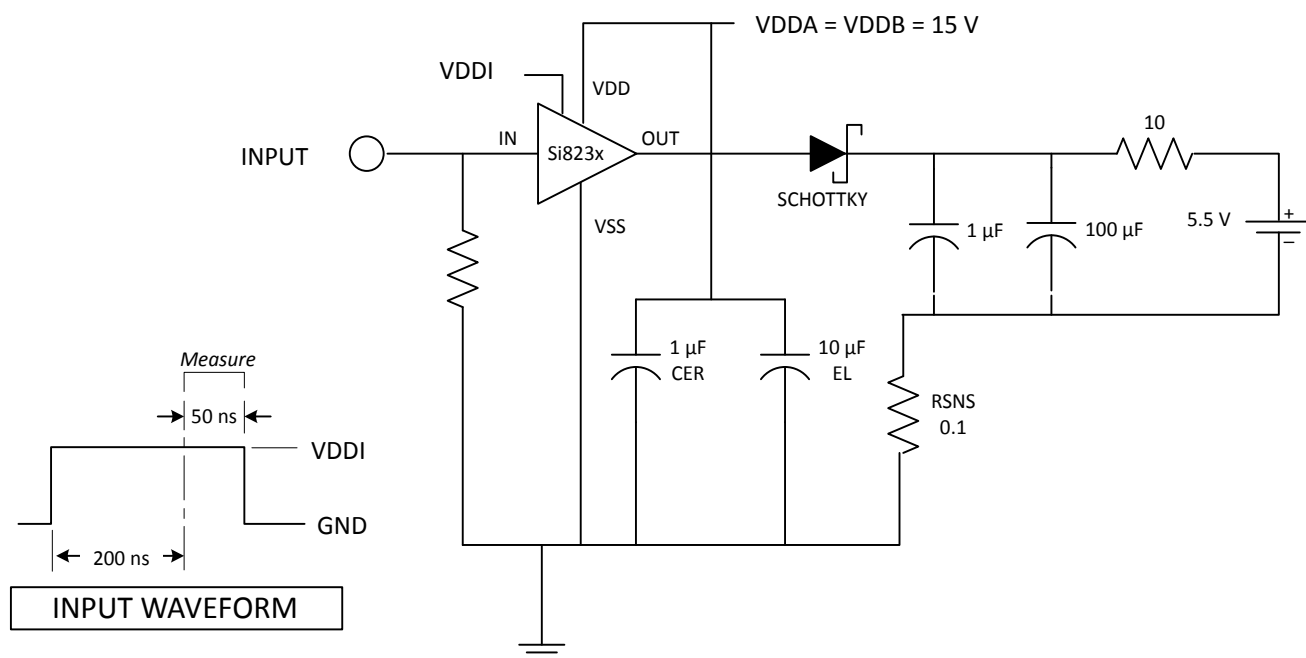 VDDA = VDDB = 15 V
VDDI
VDD
10
IN
OUT
INPUT
Si823x
SCHOTTKY
VSS
1 µF
100 µF
5.5 V
+
–
Measure
1 µF
CER
10 µF
EL
RSNS
0.1
50 ns
VDDI
GND
200 ns
INPUT WAVEFORM